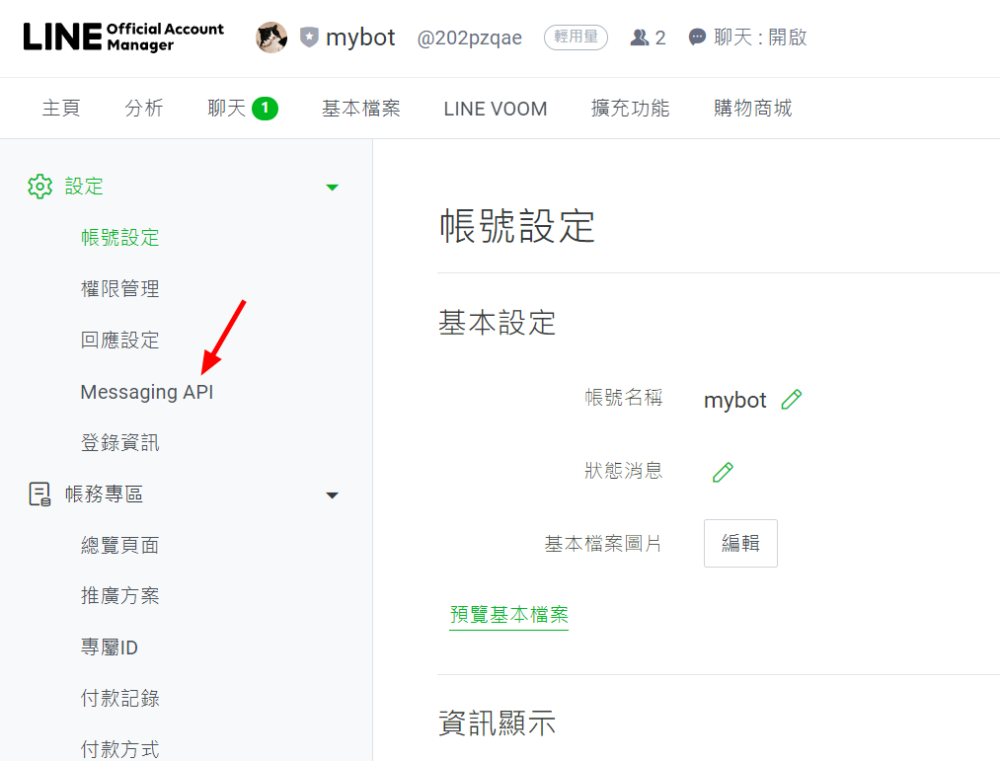 LINE Official Account Manager mybot @202pzqae 輕用量 2 聊天 : 開啟
主頁 分析 聊天 1 基本檔案 LINE VOOM 擴充功能 購物商城
設定
帳號設定
權限管理
回應設定
Messaging API
登錄資訊
帳務專區
總覽頁面
推廣方案
專屬ID
付款記錄
付款方式
帳號設定
基本設定
帳號名稱 mybot
狀態消息
基本檔案圖片 編輯
預覽基本檔案
資訊顯示